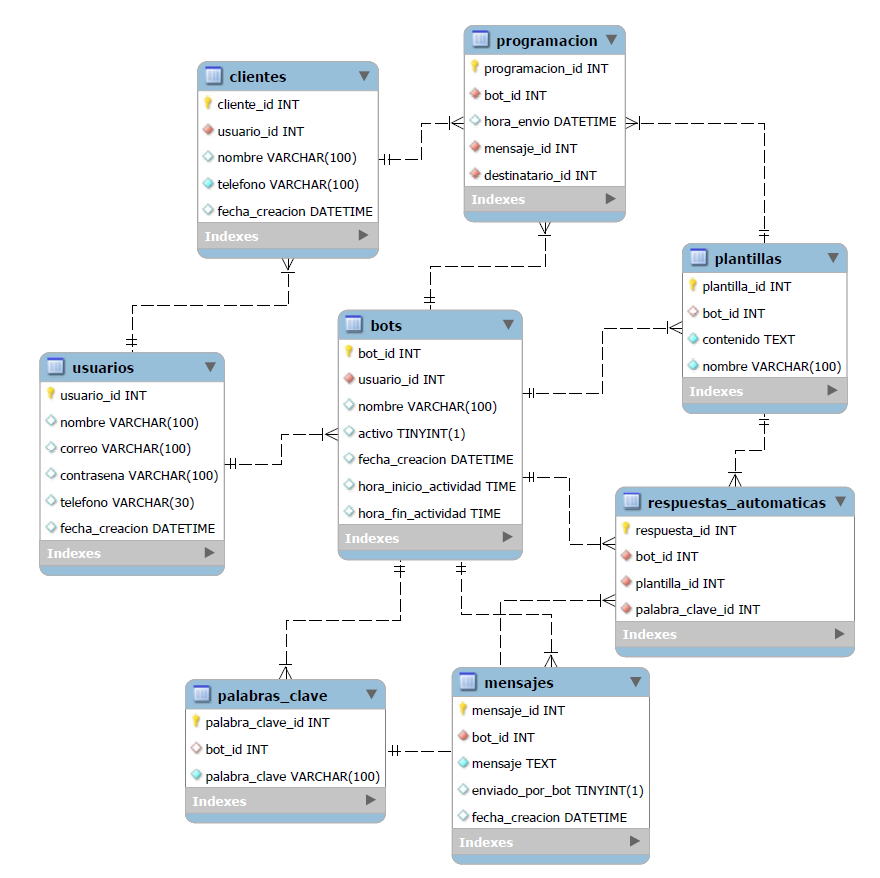 programacion
programacion_id INT
bot_id INT
hora_envio DATETIME
mensaje_id INT
destinatario_id INT
Indexes
clientes
cliente_id INT
usuario_id INT
nombre VARCHAR(100)
telefono VARCHAR(100)
fecha_creacion DATETIME
Indexes
plantillas
plantilla_id INT
bot_id INT
contenido TEXT
nombre VARCHAR(100)
Indexes
bots
bot_id INT
usuario_id INT
nombre VARCHAR(100)
activo TINYINT(1)
fecha_creacion DATETIME
hora_inicio_actividad TIME
hora_fin_actividad TIME
Indexes
usuarios
usuario_id INT
nombre VARCHAR(100)
correo VARCHAR(100)
contrasena VARCHAR(100)
telefono VARCHAR(30)
fecha_creacion DATETIME
Indexes
respuestas_automaticas
respuesta_id INT
bot_id INT
plantilla_id INT
palabra_clave_id INT
Indexes
palabras_clave
palabra_clave_id INT
bot_id INT
palabra_clave VARCHAR(100)
Indexes
mensajes
mensaje_id INT
bot_id INT
mensaje TEXT
enviado_por_bot TINYINT(1)
fecha_creacion DATETIME
Indexes